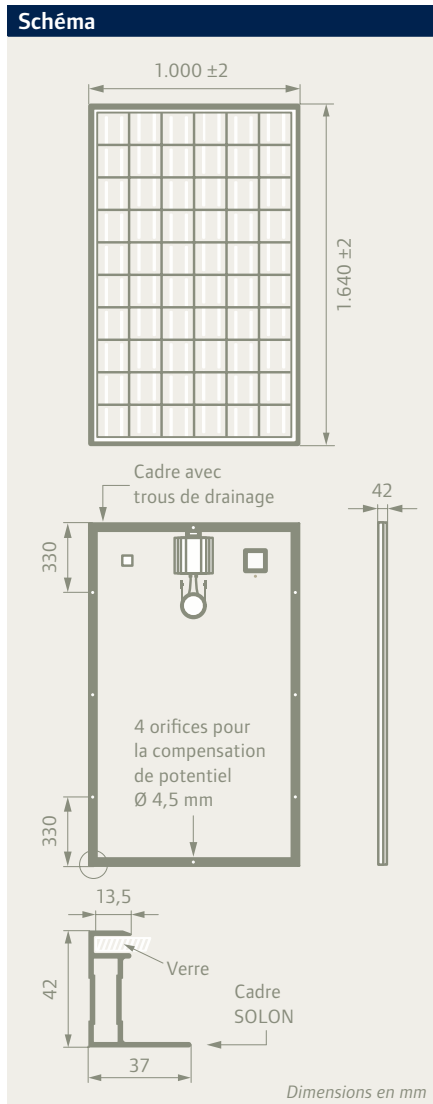 Schéma
1.000 ±2
1.640 ±2
Cadre avec
trous de drainage
42
330
4 orifices pour
la compensation
de potentiel
Ø 4,5 mm
330
13,5
Verre
42
Cadre
SOLON
37
Dimensions en mm